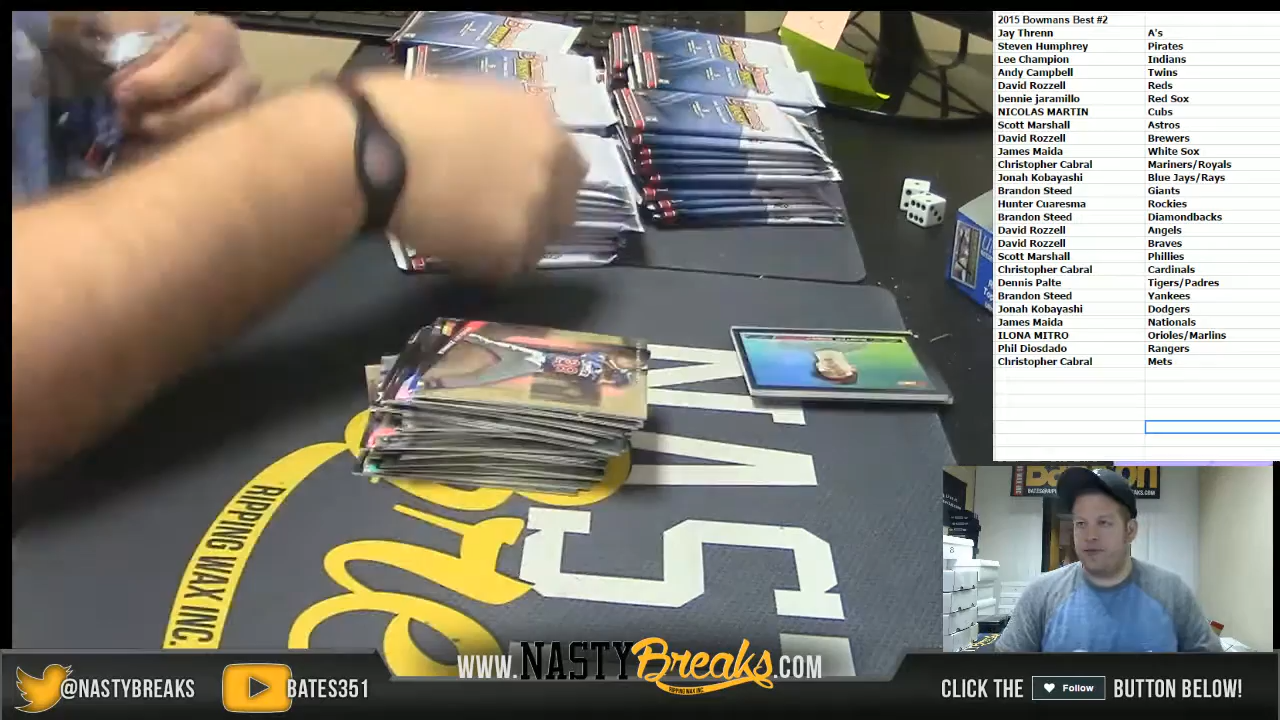 2015 Bowmans Best #2
Jay Threnn A's
Steven Humphrey Pirates
Lee Champion Indians
Andy Campbell Twins
David Rozzell Reds
bennie jaramillo Red Sox
NICOLAS MARTIN Cubs
Scott Marshall Astros
David Rozzell Brewers
James Maida White Sox
Christopher Cabral Mariners/Royals
Jonah Kobayashi Blue Jays/Rays
Brandon Steed Giants
Hunter Cuaresma Rockies
Brandon Steed Diamondbacks
David Rozzell Angels
David Rozzell Braves
Scott Marshall Phillies
Christopher Cabral Cardinals
Dennis Palte Tigers/Padres
Brandon Steed Yankees
Jonah Kobayashi Dodgers
James Maida Nationals
ILONA MITRO Orioles/Marlins
Phil Diosdado Rangers
Christopher Cabral Mets
RIPPING WAX INC.
@NASTYBREAKS
BATES351
WWW.NASTYBreaks.COM
RIPPING WAX INC.
CLICK THE Follow BUTTON BELOW!